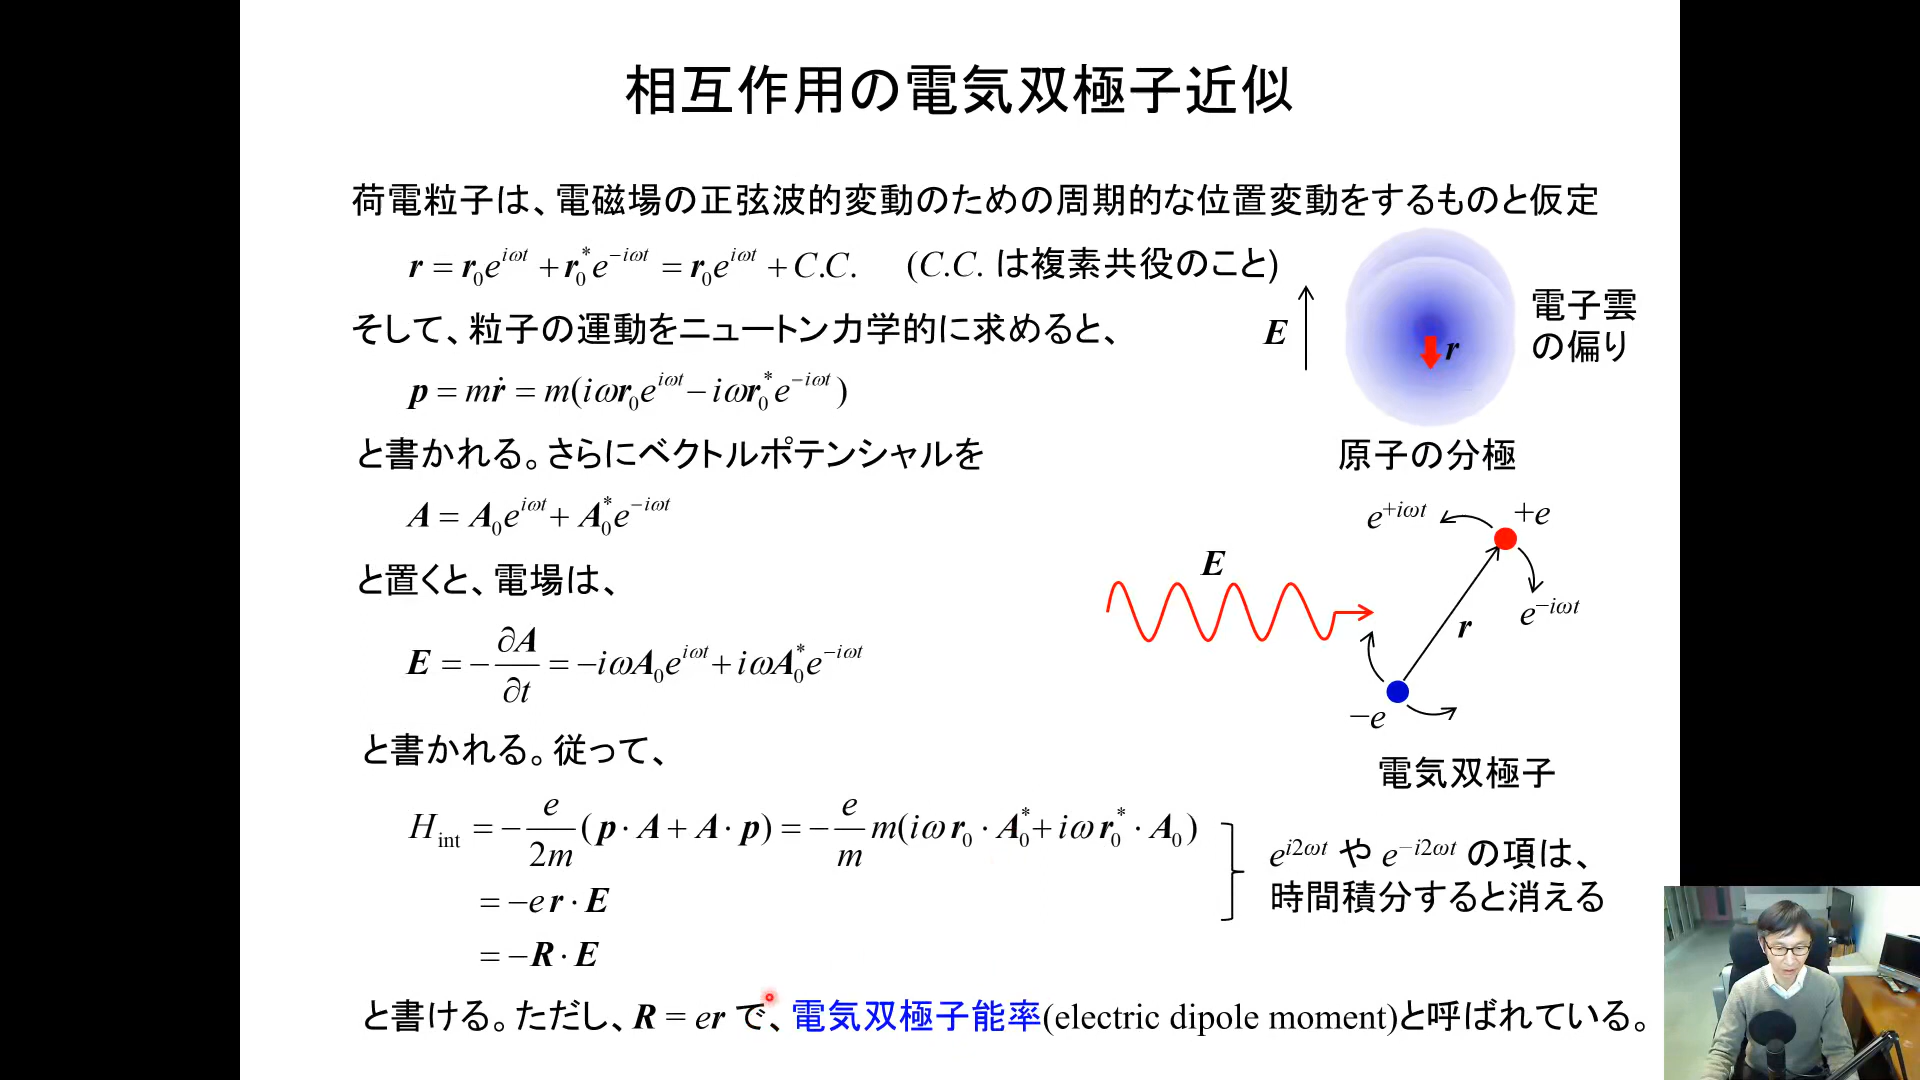 相互作用の電気双極子近似
荷電粒子は、電磁場の正弦波的変動のための周期的な位置変動をするものと仮定
r = r₀e^{iωt} + r₀*e^{−iωt} = r₀e^{iωt} + C.C. (C.C. は複素共役のこと)
そして、粒子の運動をニュートン力学的に求めると、
p = mṙ = m(iωr₀e^{iωt} − iωr₀*e^{−iωt})
と書かれる。さらにベクトルポテンシャルを
A = A₀e^{iωt} + A₀*e^{−iωt}
と置くと、電場は、
E = −∂A/∂t = −iωA₀e^{iωt} + iωA₀*e^{−iωt}
と書かれる。従って、
H_int = −e/2m (p · A + A · p) = −e/m m(iωr₀ · A₀* + iωr₀* · A₀)
= −er · E
= −R · E
e^{i2ωt} や e^{−i2ωt} の項は、
時間積分すると消える
と書ける。ただし、R = er で、電気双極子能率(electric dipole moment)と呼ばれている。
E
r
電子雲
の偏り
原子の分極
e^{+iωt}
+e
E
e^{−iωt}
r
−e
電気双極子